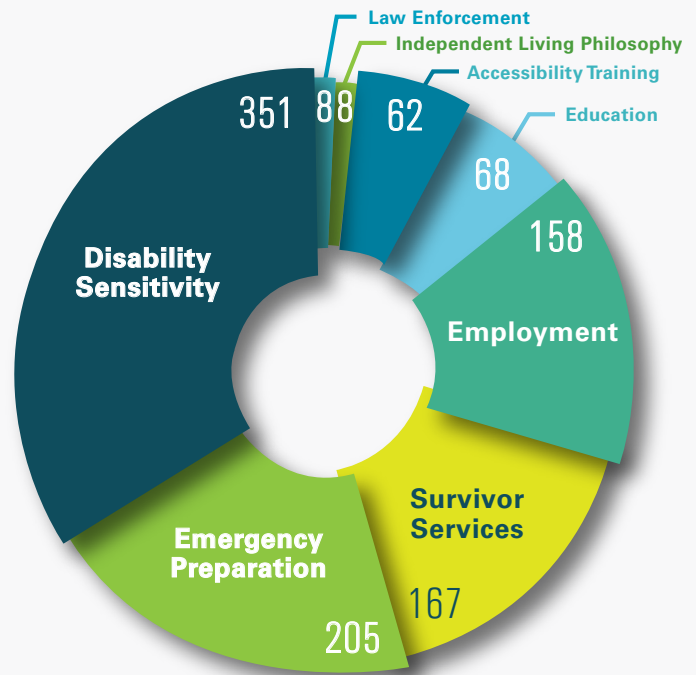 Law Enforcement
Independent Living Philosophy
Accessibility Training
Education
351
8
8
62
68
158
Disability
Sensitivity
Employment
Survivor
Services
167
Emergency
Preparation
205